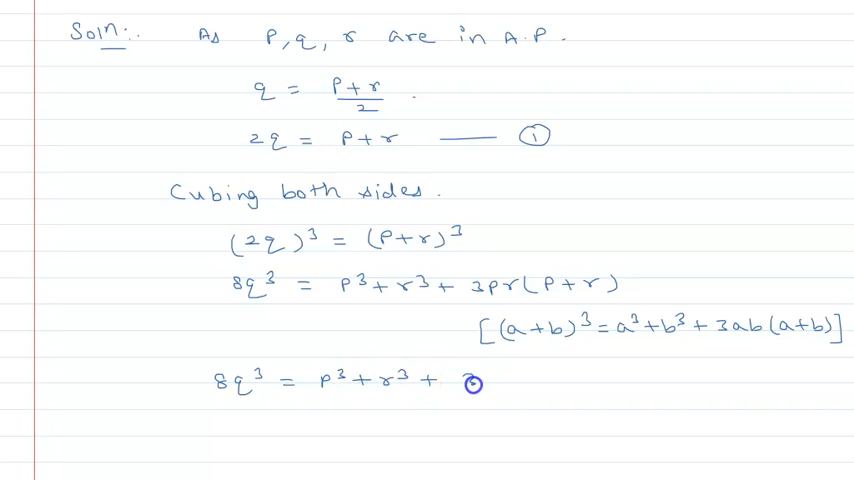 Soln:. As P, q, r are in A.P.
q = P+r/2 .
2q = P+r —— ①
Cubing both sides.
(2q)³ = (P+r)³
8q³ = p³+r³+ 3pr(P+r)
[(a+b)³=a³+b³+3ab(a+b)]
8q³ = p³+r³+ 3